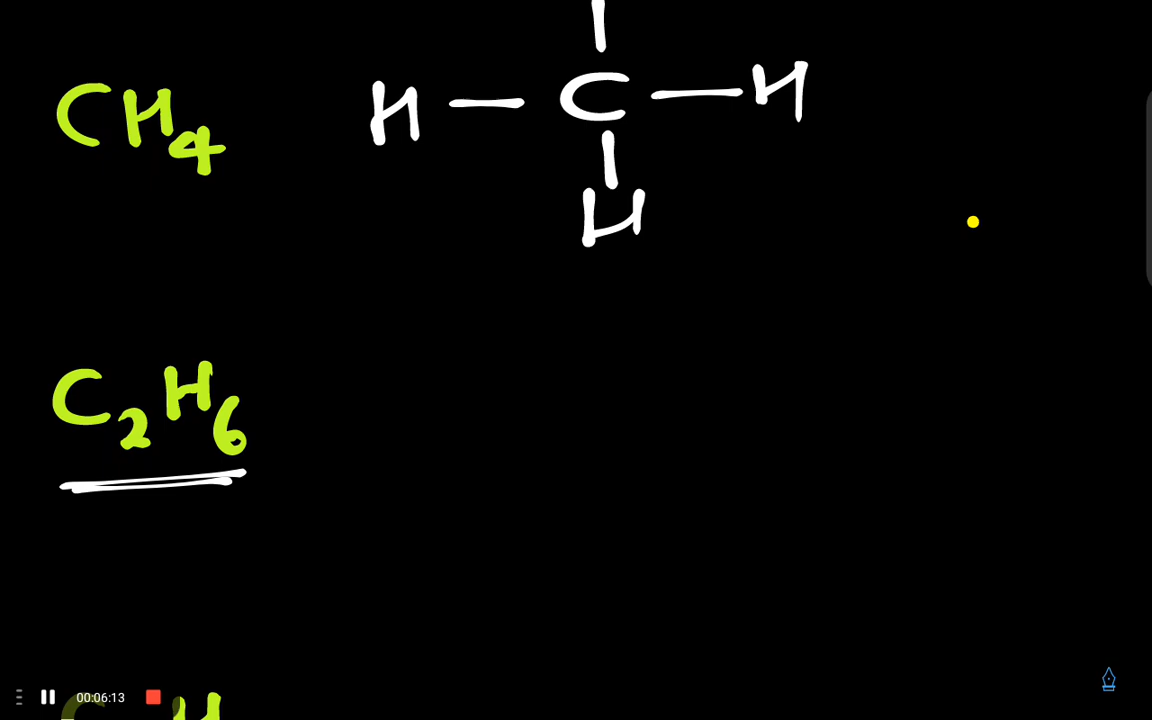 CH4
H — C — H
H
C2H6
00:06:13
C H